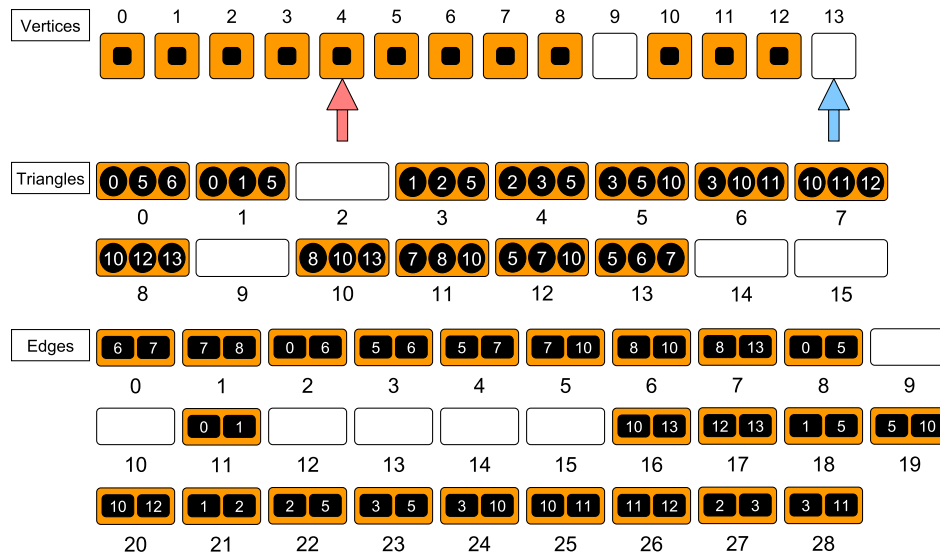 Vertices 0 1 2 3 4 5 6 7 8 9 10 11 12 13
Triangles 0 5 6 0 1 5 1 2 5 2 3 5 3 5 10 3 10 11 10 11 12
0 1 2 3 4 5 6 7
10 12 13 8 10 13 7 8 10 5 7 10 5 6 7
8 9 10 11 12 13 14 15
Edges 6 7 7 8 0 6 5 6 5 7 7 10 8 10 8 13 0 5
0 1 2 3 4 5 6 7 8 9
0 1 10 13 12 13 1 5 5 10
10 11 12 13 14 15 16 17 18 19
10 12 1 2 2 5 3 5 3 10 10 11 11 12 2 3 3 11
20 21 22 23 24 25 26 27 28